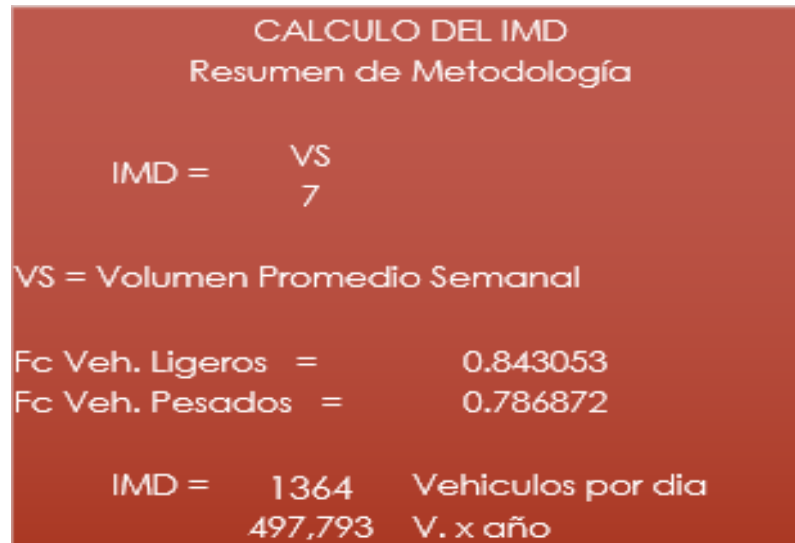 CALCULO DEL IMD
Resumen de Metodología
IMD = VS
7
VS = Volumen Promedio Semanal
Fc Veh. Ligeros = 0.843053
Fc Veh. Pesados = 0.786872
IMD = 1364 Vehiculos por dia
497,793 V. x año